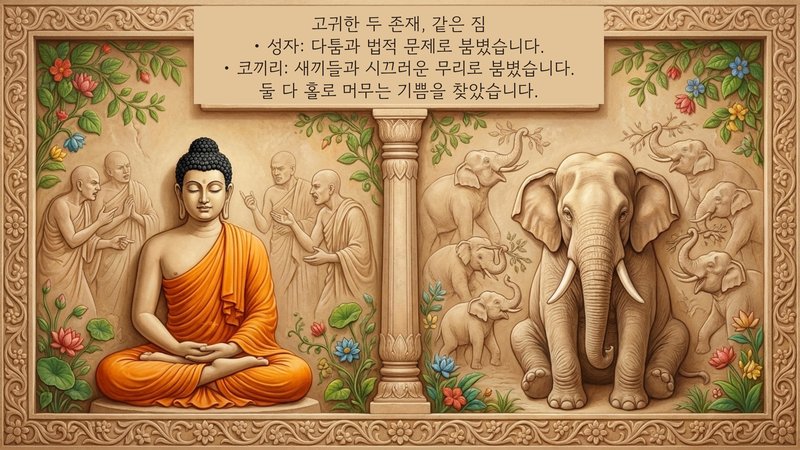 고귀한 두 존재, 같은 짐
• 성자: 다툼과 법적 문제로 붐볐습니다.
• 코끼리: 새끼들과 시끄러운 무리로 붐볐습니다.
둘 다 홀로 머무는 기쁨을 찾았습니다.